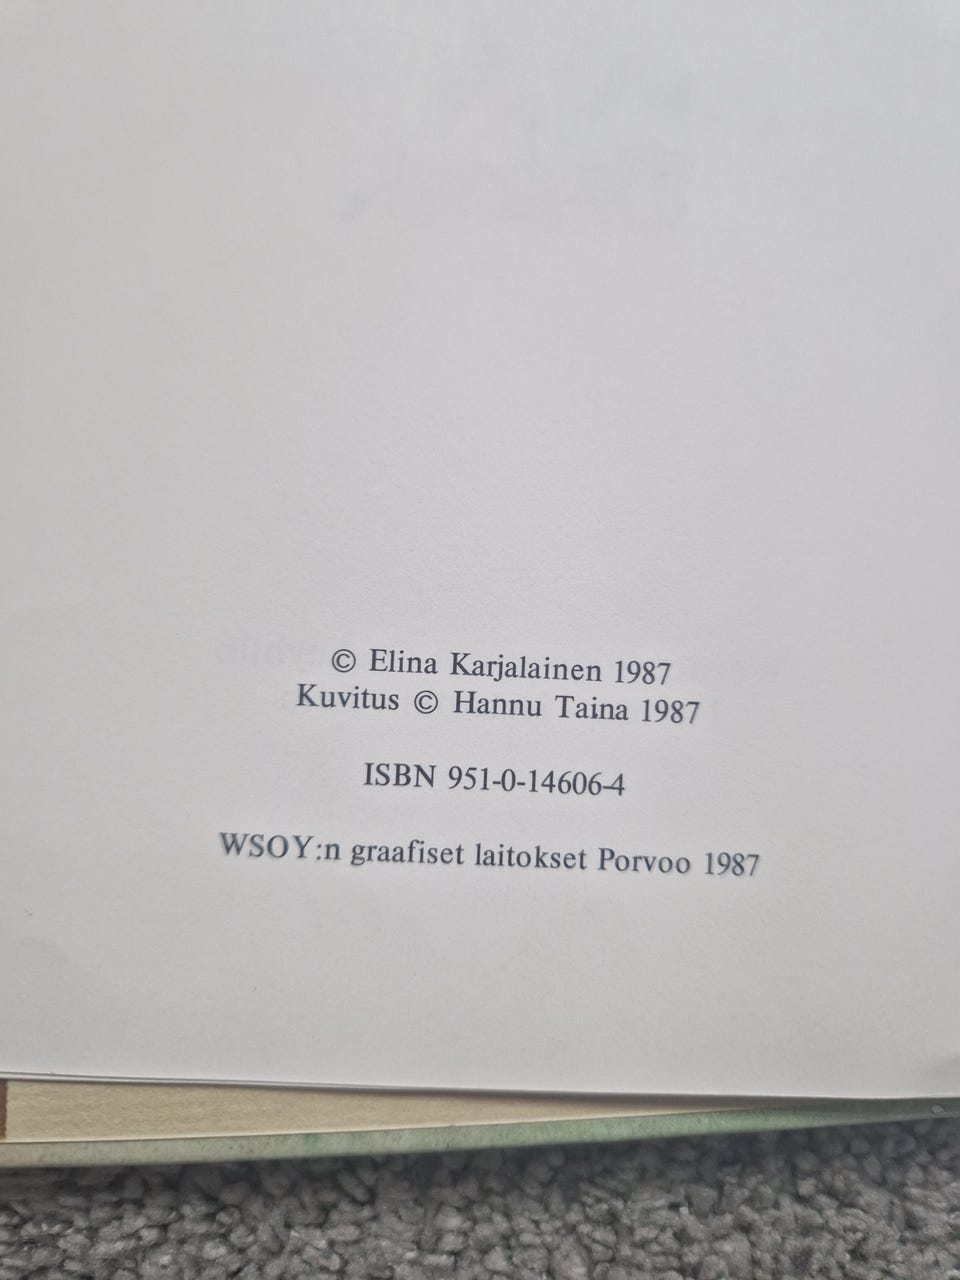 © Elina Karjalainen 1987
Kuvitus © Hannu Taina 1987
ISBN 951-0-14606-4
WSOY:n graafiset laitokset Porvoo 1987